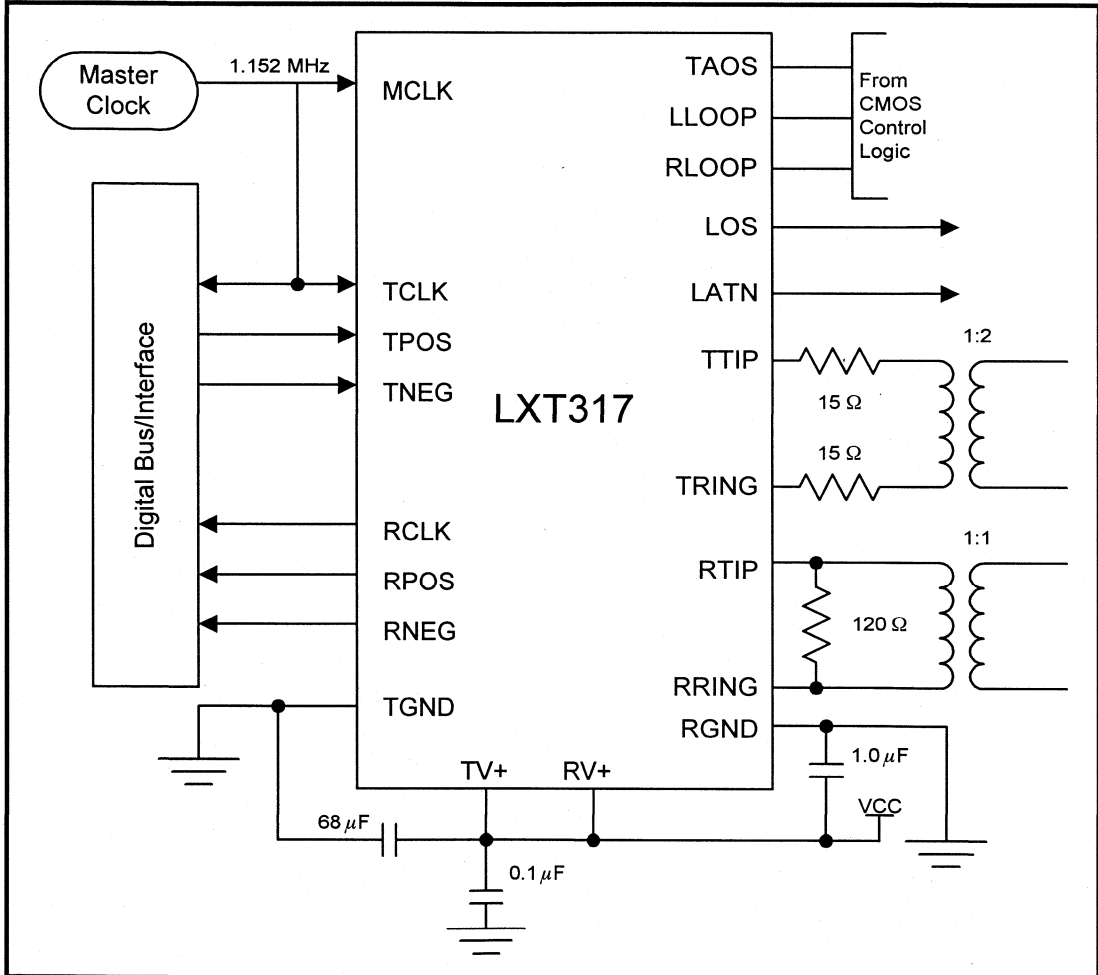 Master
Clock
1.152 MHz
MCLK
TAOS
LLOOP
RLOOP
From
CMOS
Control
Logic
LOS
LATN
Digital Bus/Interface
TCLK
TPOS
TNEG
LXT317
TTIP
15 Ω
1:2
15 Ω
TRING
RCLK
RPOS
RNEG
RTIP
120 Ω
1:1
RRING
TGND
RGND
1.0 μF
TV+
RV+
VCC
68 μF
0.1 μF